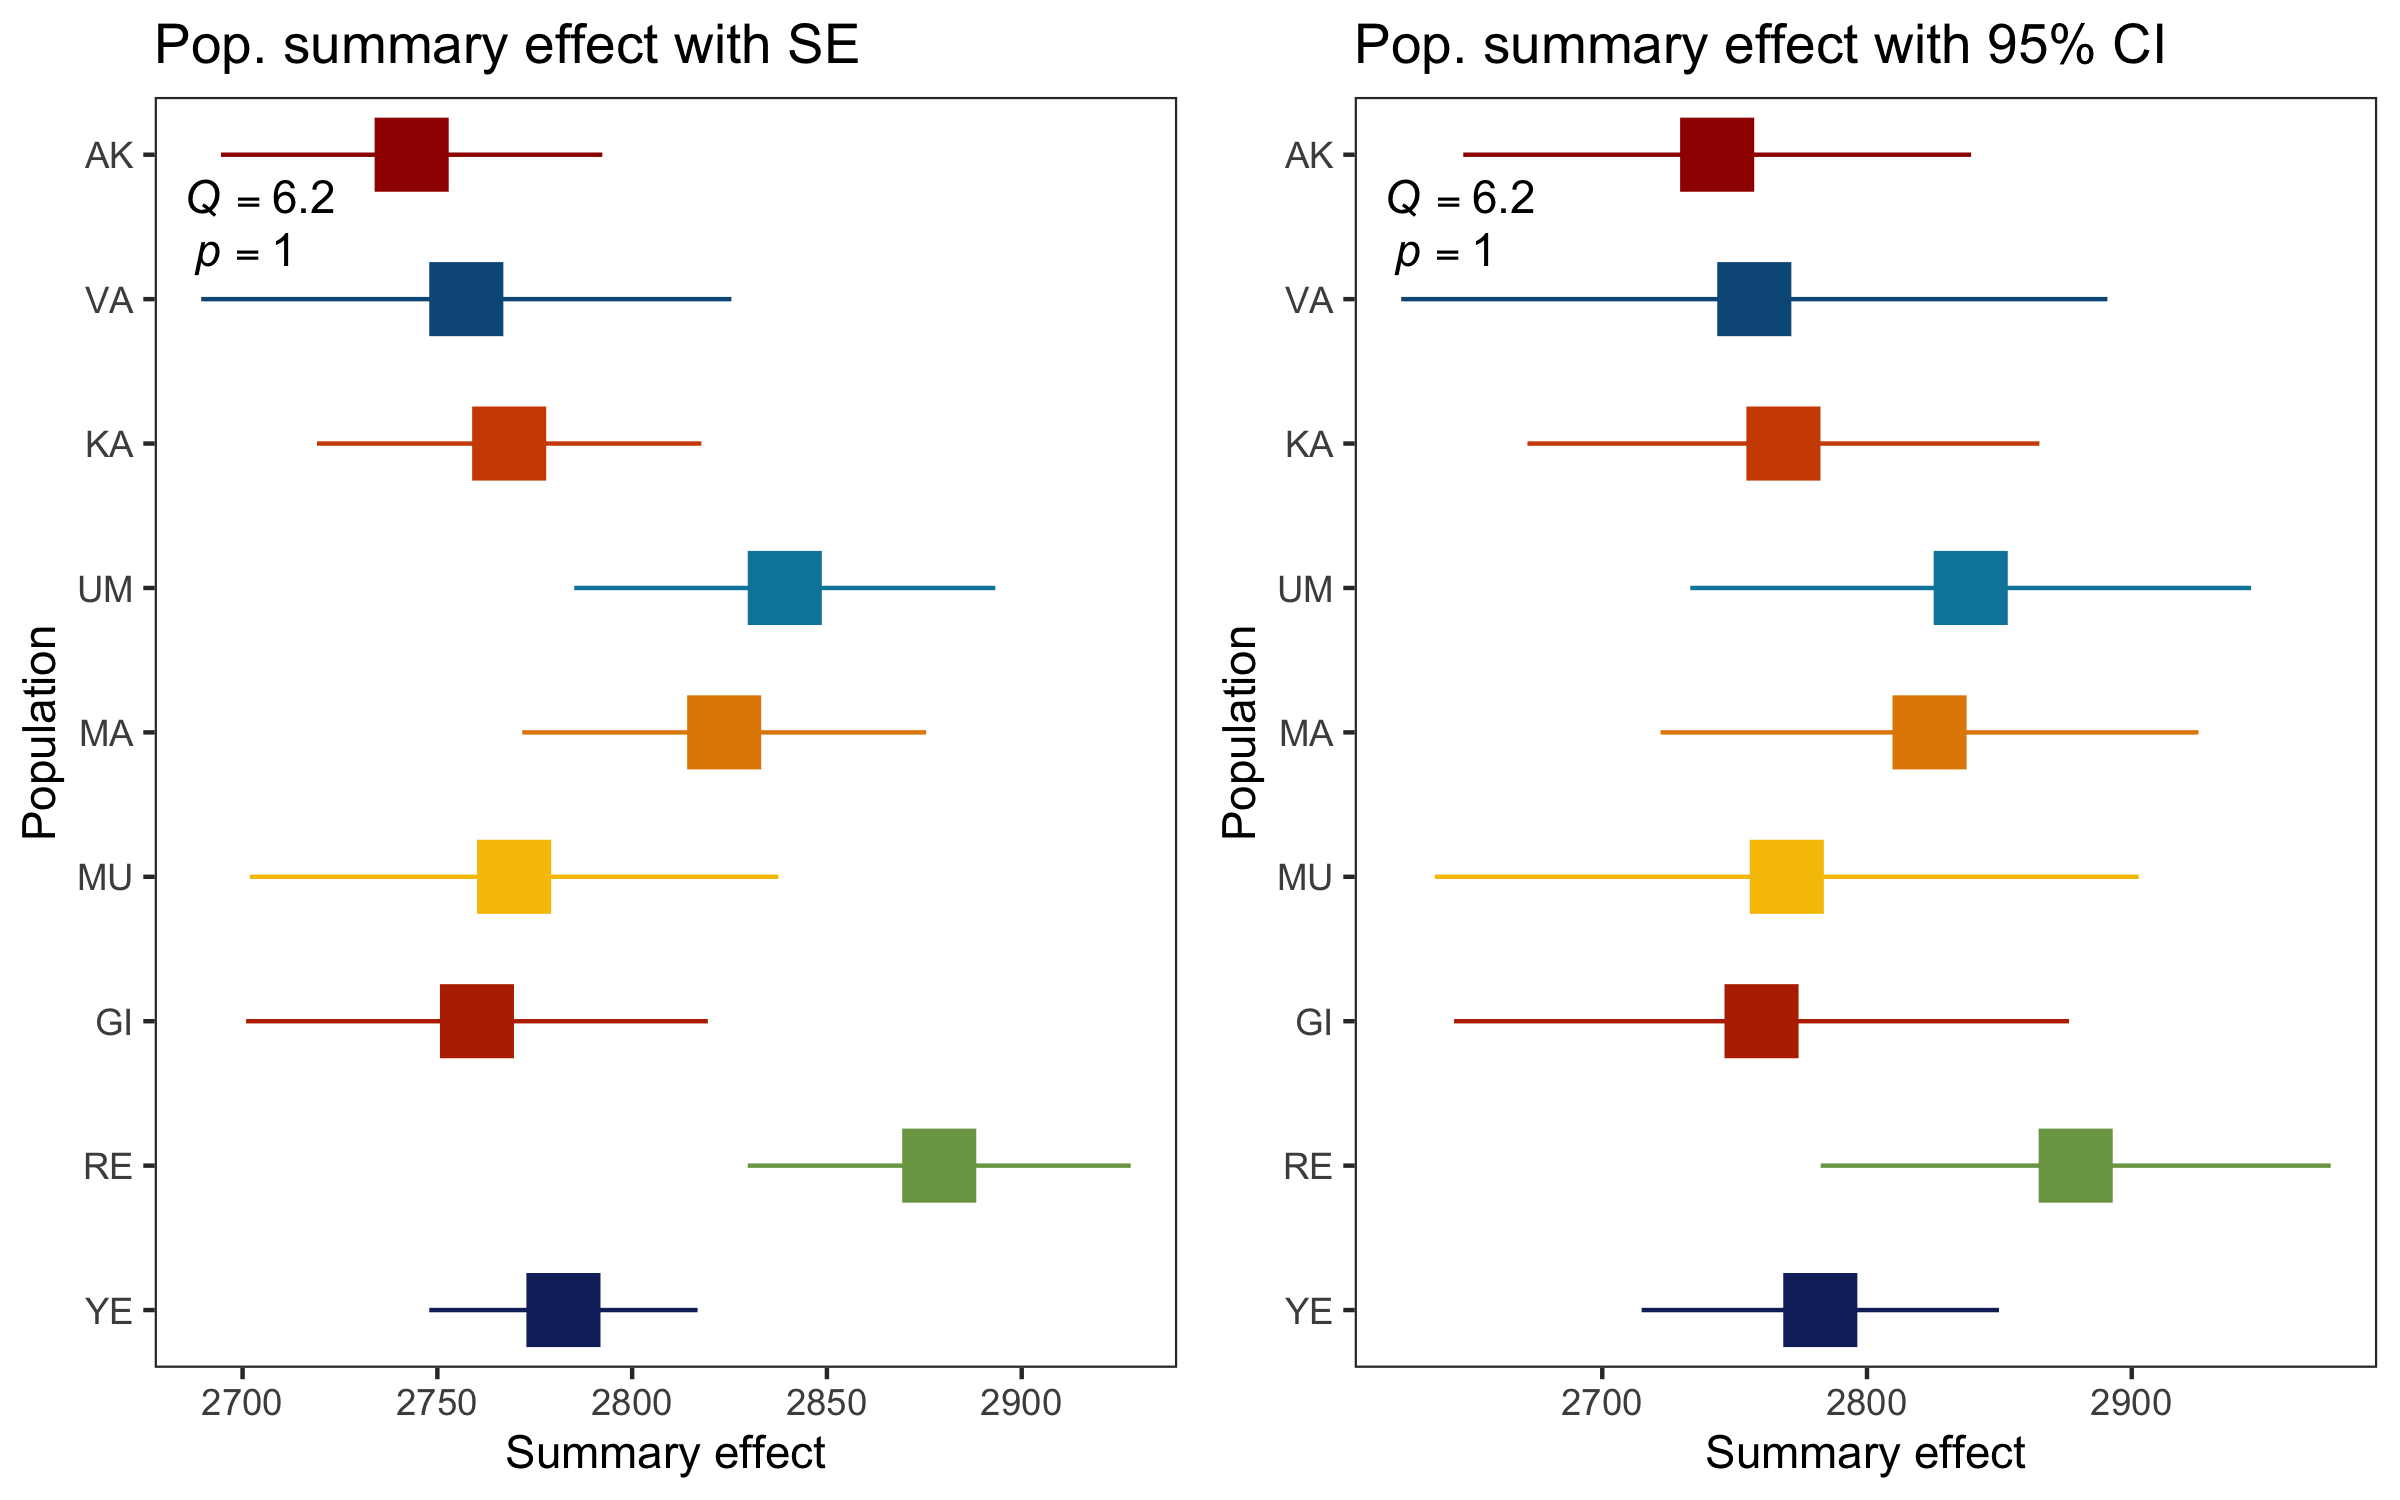 Pop. summary effect with SE
AK
Q = 6.2
p = 1
VA
KA
UM
MA
MU
GI
RE
YE
Population
2700 2750 2800 2850 2900
Summary effect
Pop. summary effect with 95% CI
AK
Q = 6.2
p = 1
VA
KA
UM
MA
MU
GI
RE
YE
Population
2700 2800 2900
Summary effect